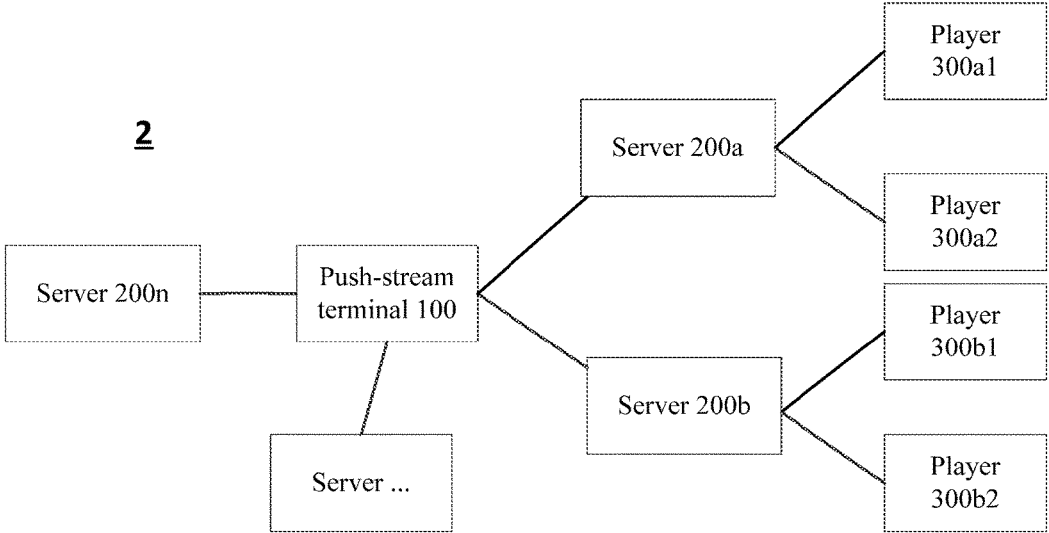 2
Server 200n
Push-stream
terminal 100
Server ...
Server 200a
Server 200b
Player
300a1
Player
300a2
Player
300b1
Player
300b2